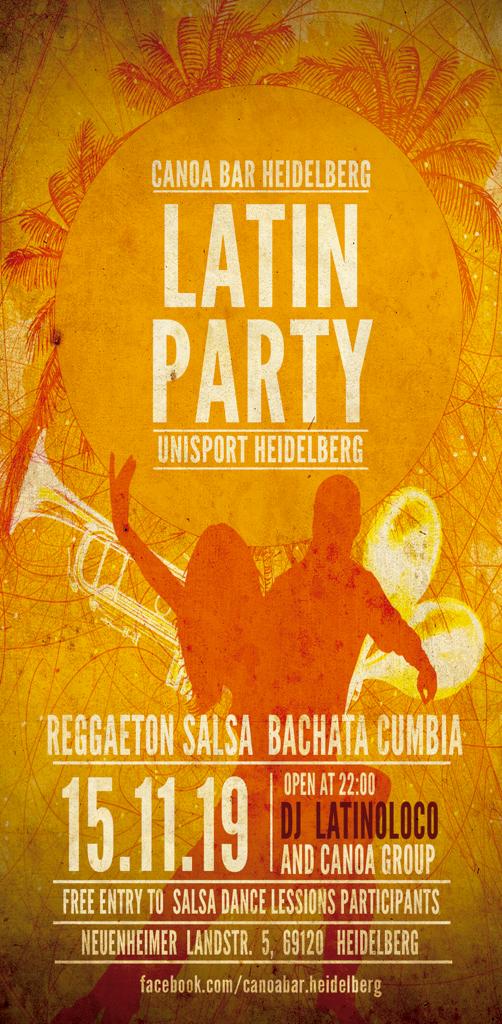 CANOA BAR HEIDELBERG
LATIN
PARTY
UNISPORT HEIDELBERG
REGGAETON SALSA BACHATA CUMBIA
15.11.19
OPEN AT 22:00
DJ LATINOLOCO
AND CANOA GROUP
FREE ENTRY TO SALSA DANCE LESSIONS PARTICIPANTS
NEUENHEIMER LANDSTR. 5, 69120 HEIDELBERG
facebook.com/canoabar.heidelberg